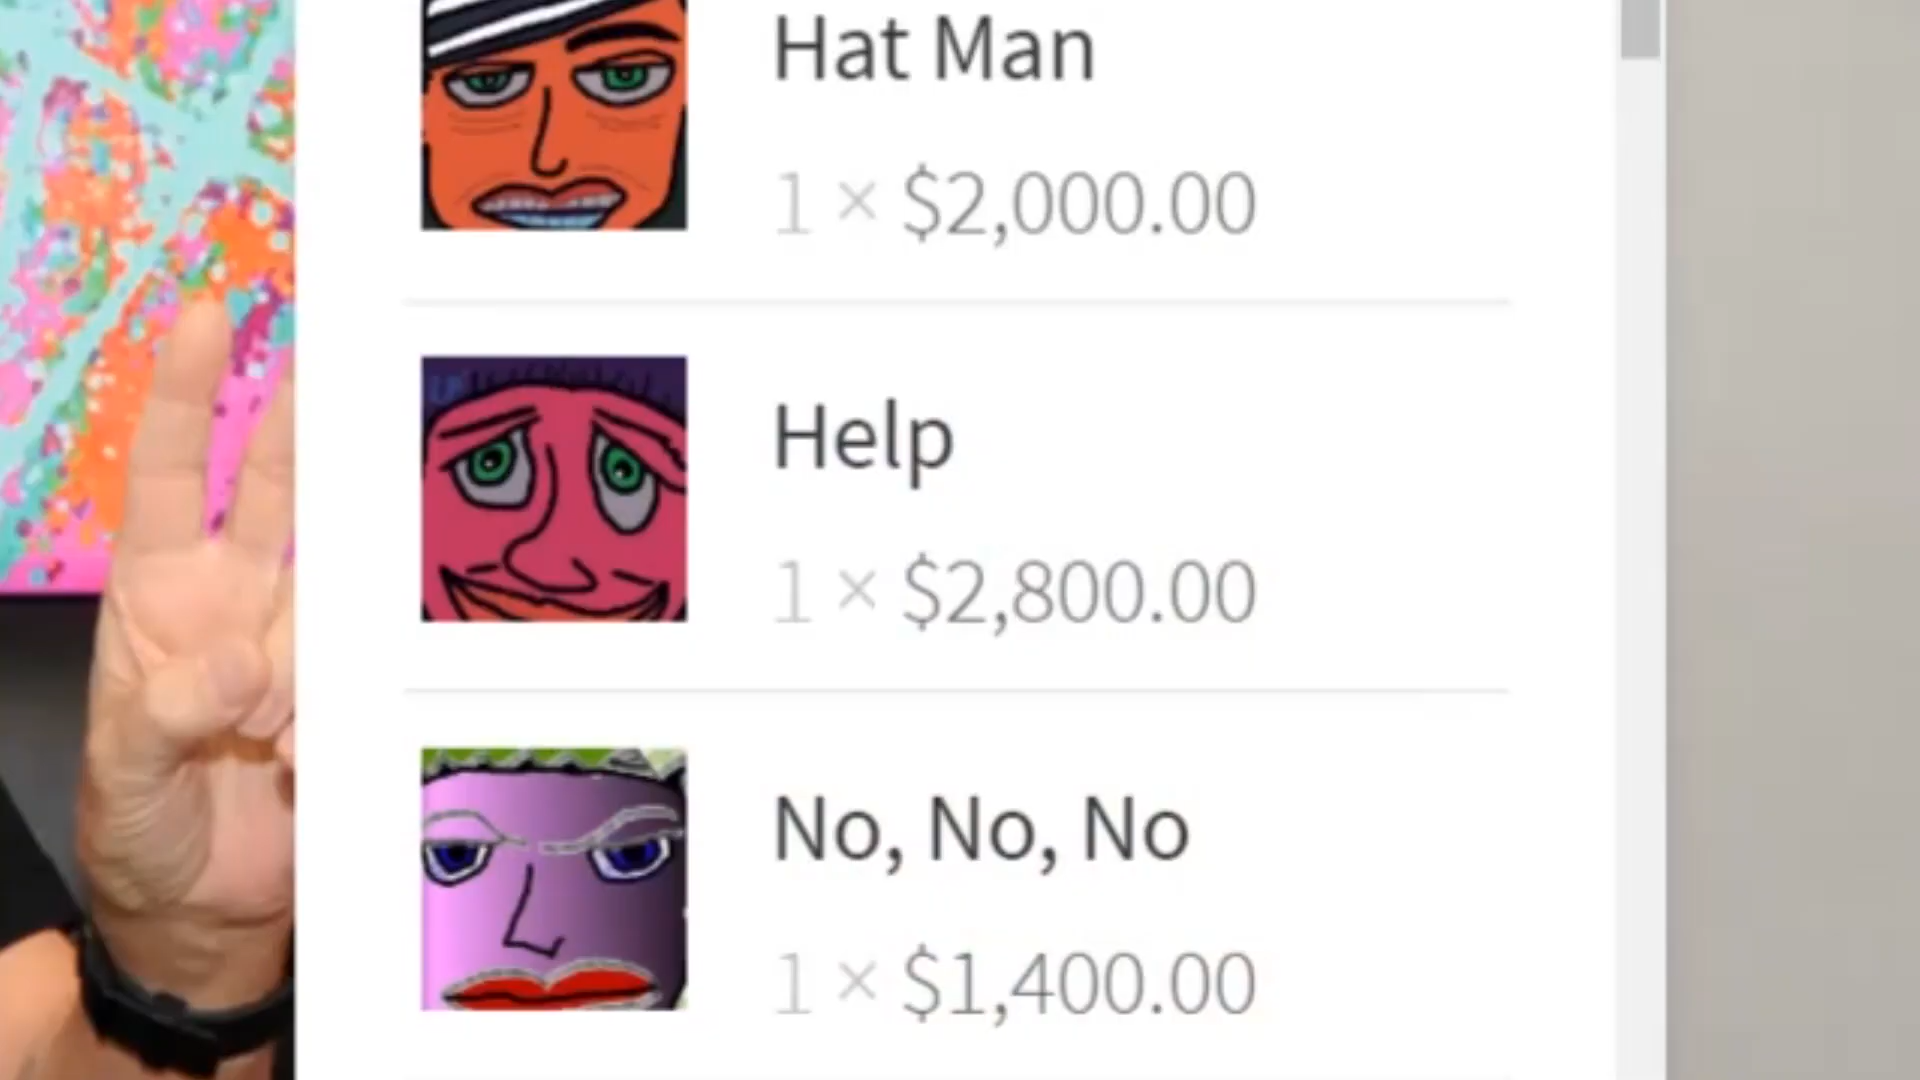 Hat Man
1 × $2,000.00
Help
1 × $2,800.00
No, No, No
1 × $1,400.00